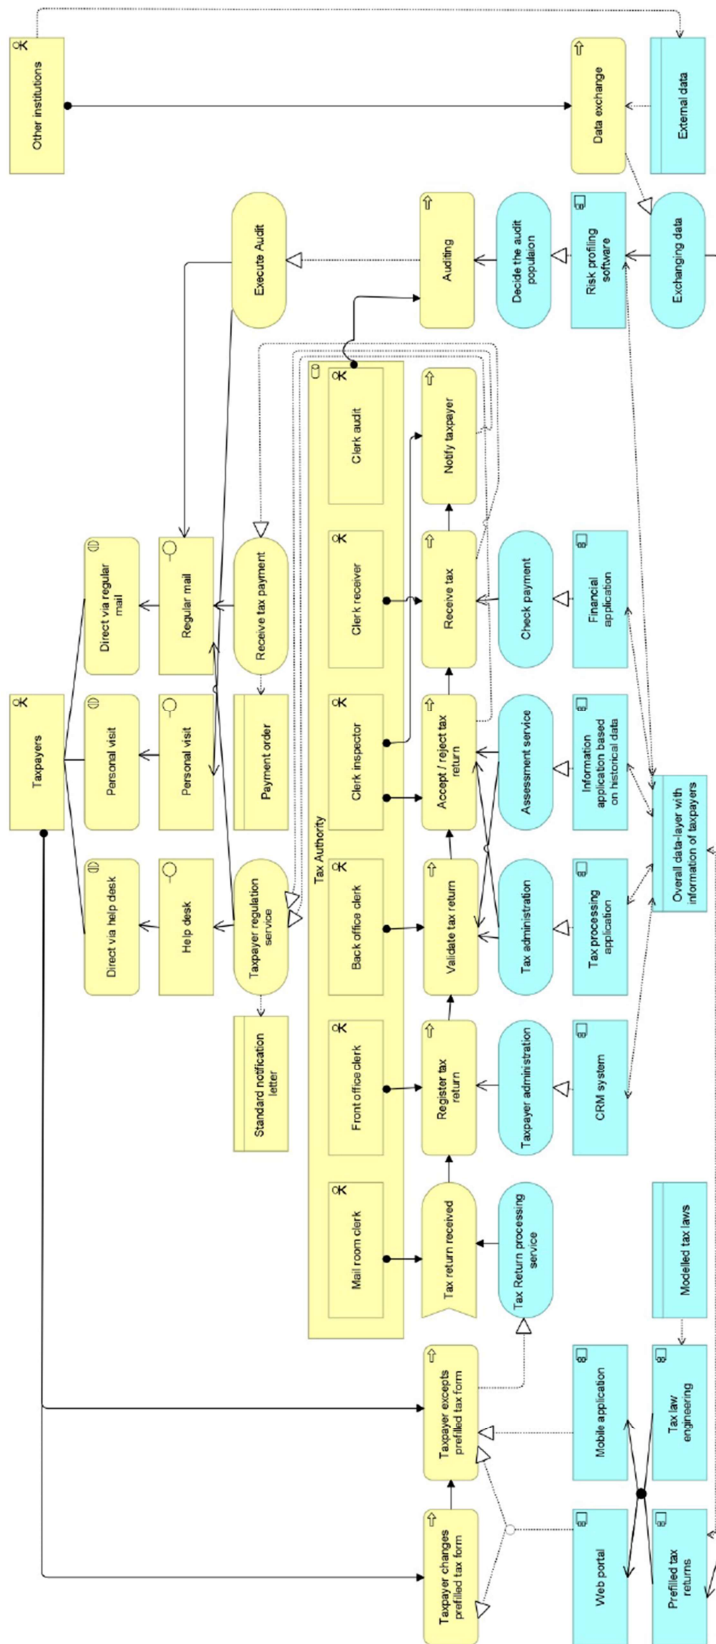 Taxpayers
Other institutions
Direct via help desk
Personal visit
Direct via regular
mail
Help desk
Personal visit
Regular mail
Standard notification
letter
Taxpayer regulation
service
Payment order
Receive tax payment
Execute Audit
Tax Authority
Mail room clerk
Front office clerk
Back office clerk
Clerk inspector
Clerk receiver
Clerk audit
Taxpayer changes
prefilled tax form
Taxpayer excepts
prefilled tax form
Tax return received
Register tax
return
Validate tax return
Accept / reject tax
return
Receive tax
Notify taxpayer
Auditing
Tax Return processing
service
Taxpayer administration
Tax administration
Assessment service
Check payment
Decide the audit
populaion
Web portal
Mobile application
CRM system
Tax processing
application
Information
application based
on historical data
Financial
application
Risk profiling
software
Data exchange
Prefilled tax
returns
Tax law
engineering
Modelled tax laws
Overall data-layer with
information of taxpayers
Exchanging data
External data